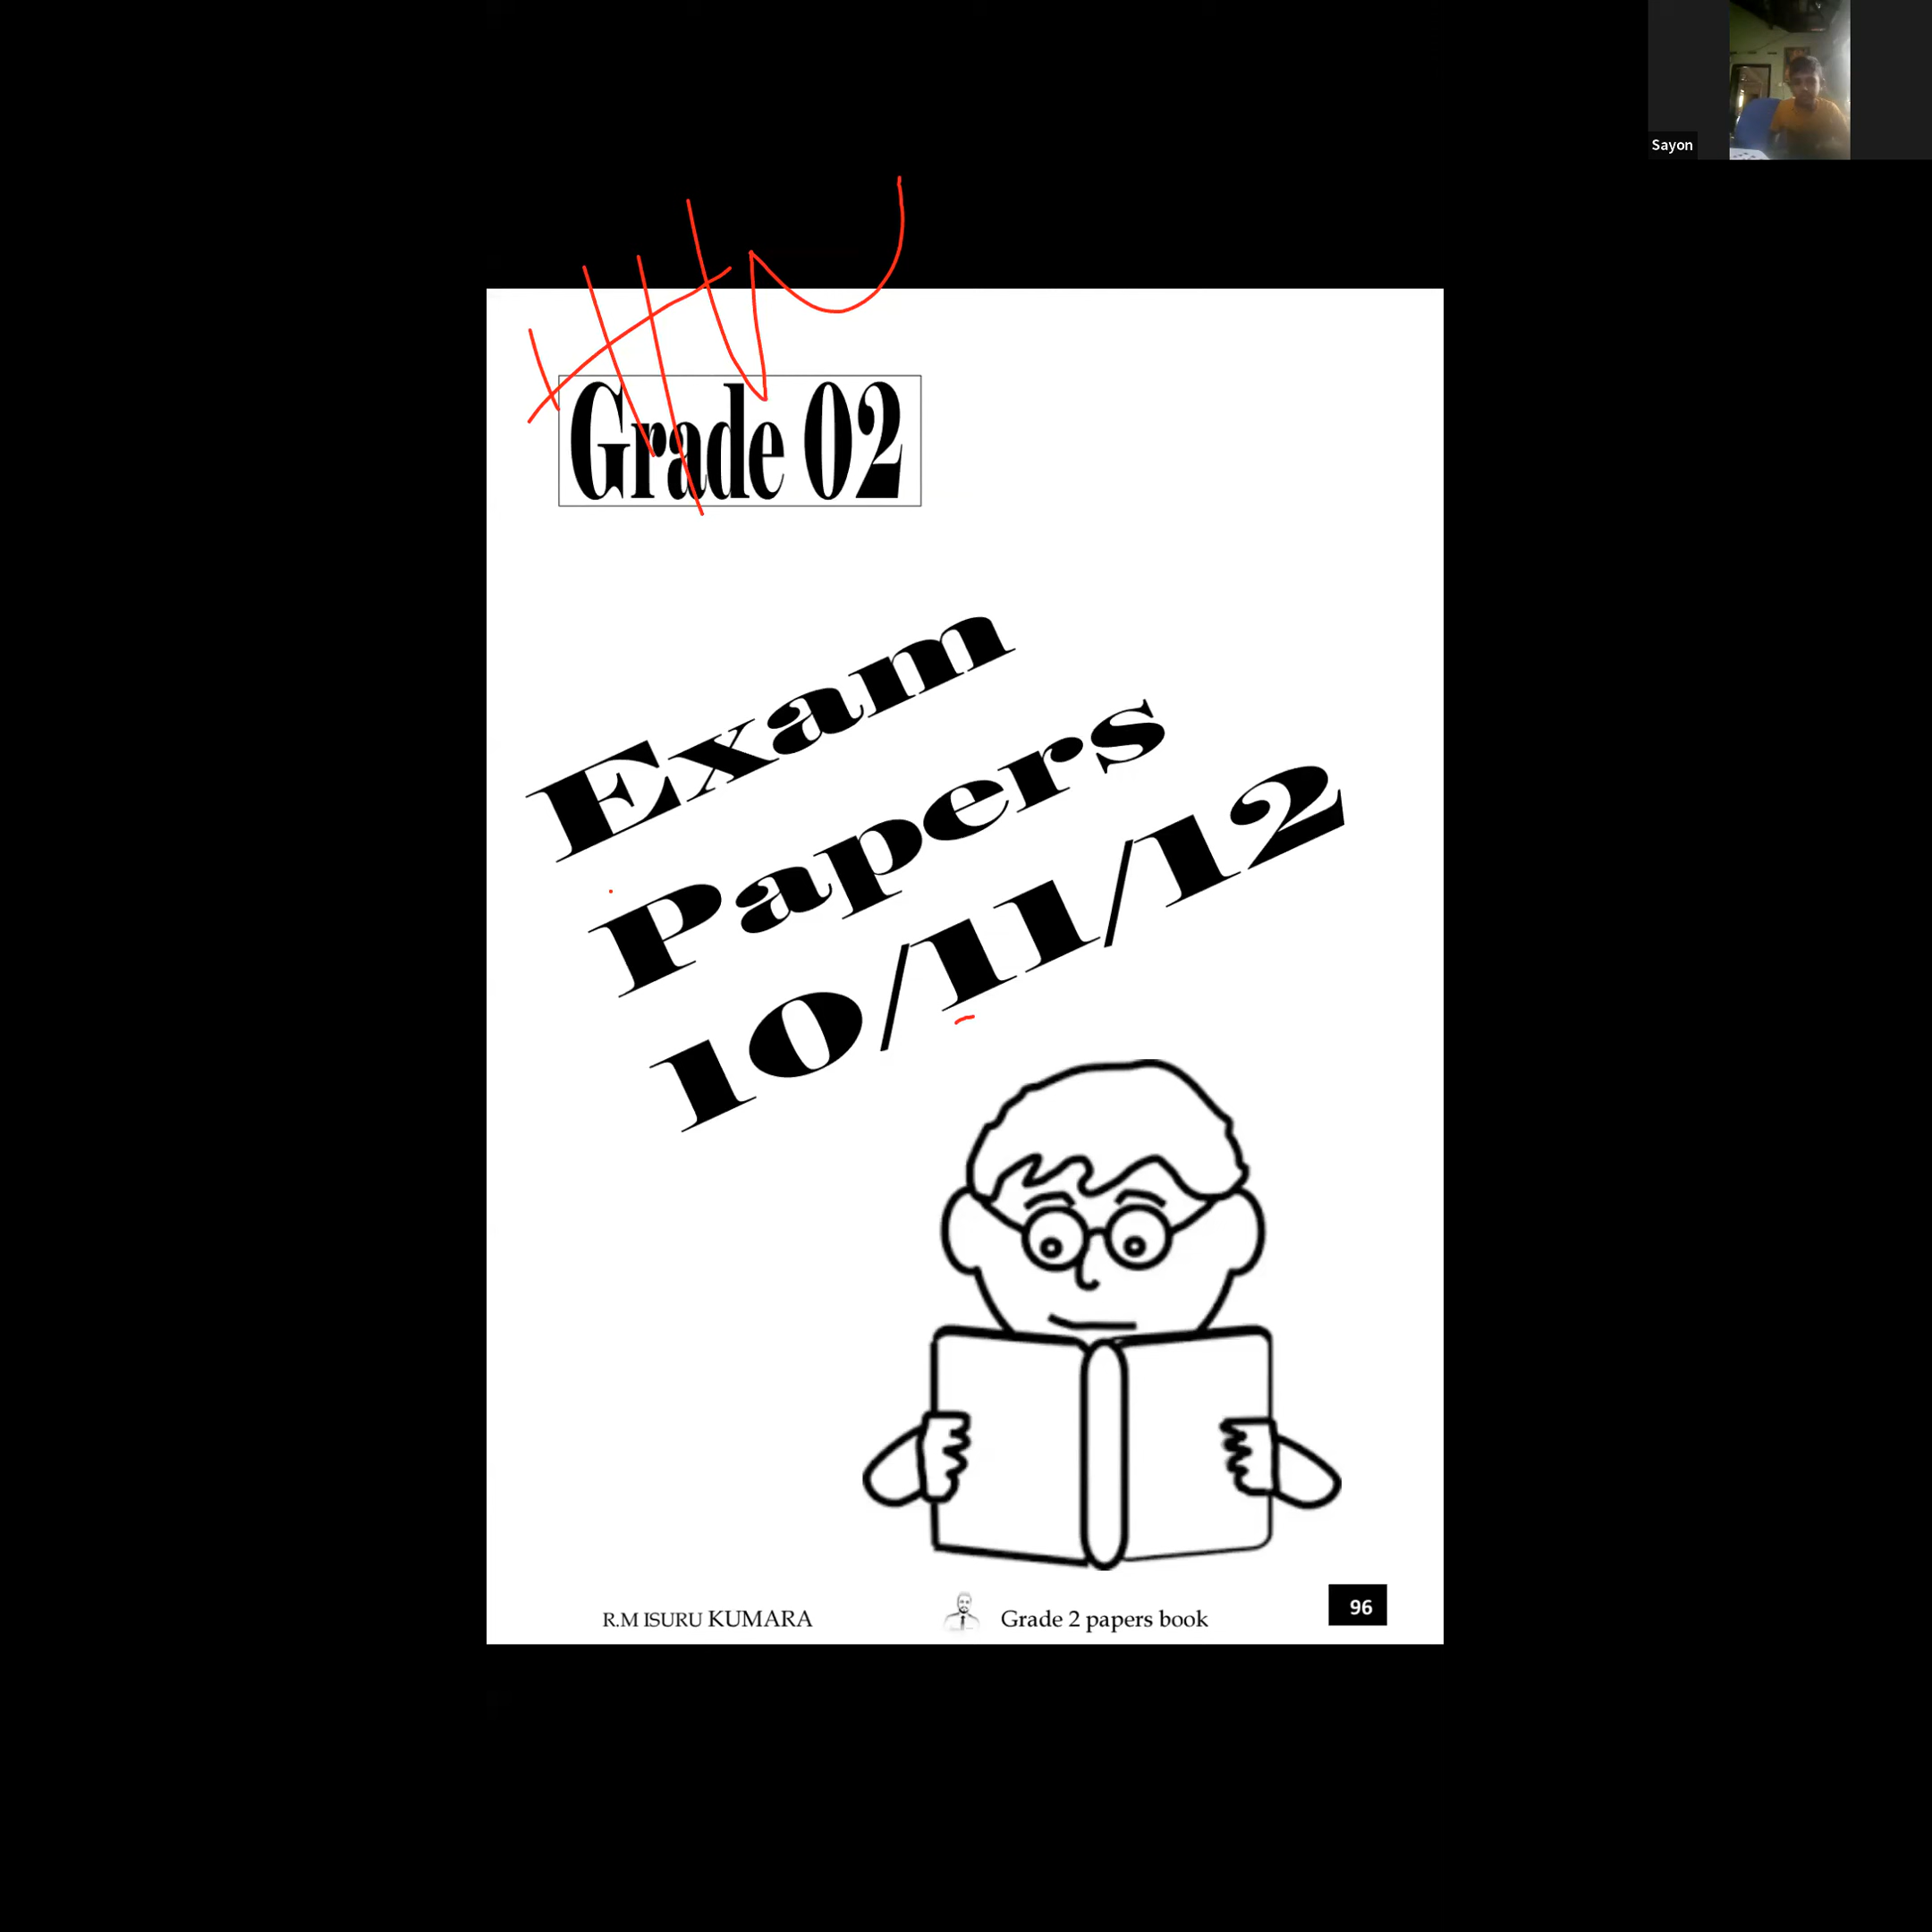 Sayon
Grade 02
Exam
Papers
10/11/12
R.M ISURU KUMARA
Grade 2 papers book
96